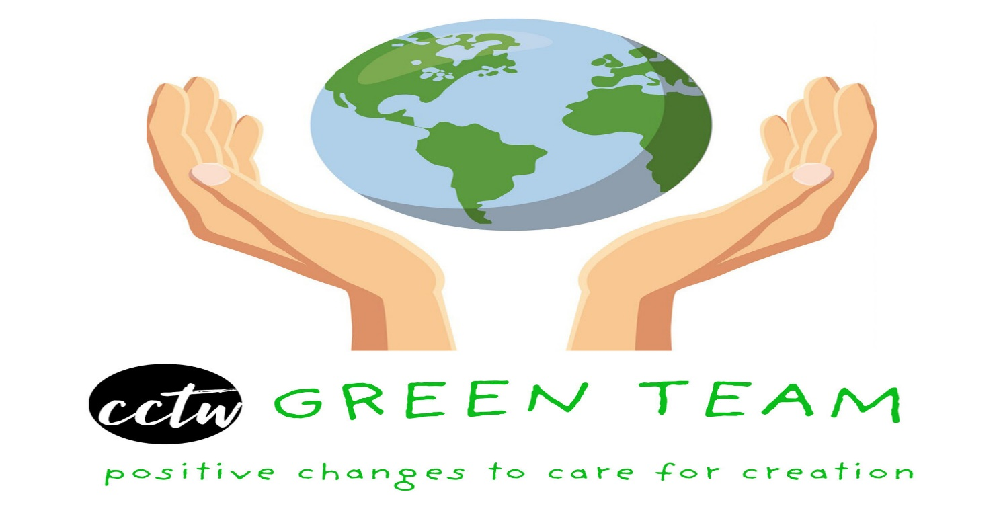 cctw GREEN TEAM
positive changes to care for creation